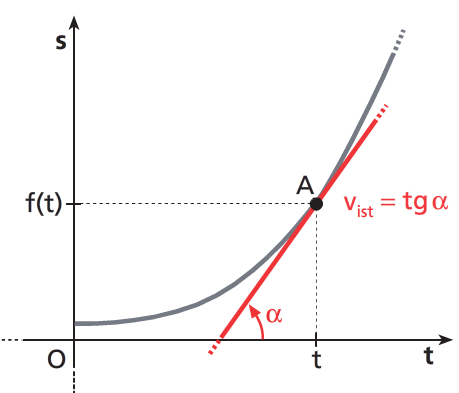 s
A
f(t)
v_ist = tg α
α
O
t
t